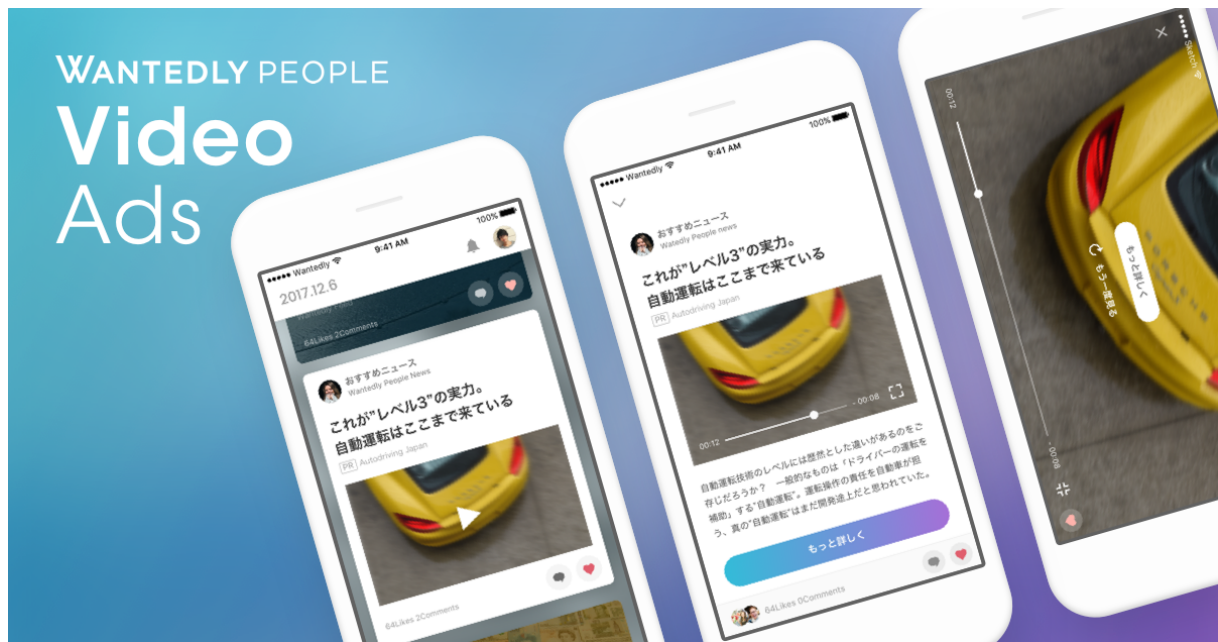 WANTEDLY PEOPLE
Video
Ads
Wantedly
9:41 AM
100%
2017.12.6
64Likes 2Comments
おすすめニュース
Wantedly People News
これが"レベル3"の実力。
自動運転はここまで来ている
PR Autodriving Japan
64Likes 2Comments
Wantedly
9:41 AM
100%
おすすめニュース
Watedly People news
これが"レベル3"の実力。
自動運転はここまで来ている
PR Autodriving Japan
00:12
- 00:08
自動運転技術のレベルには歴然とした違いがあるのをご
存じだろうか? 一般的なものは「ドライバーの運転を
補助」する"自動運転"。運転操作の責任を自動車が担
う、真の"自動運転"はまだ開発途上だと思われていた。
もっと詳しく
64Likes 0Comments
Sketch
00:12
- 00:08
もっと詳しく
もう一度見る